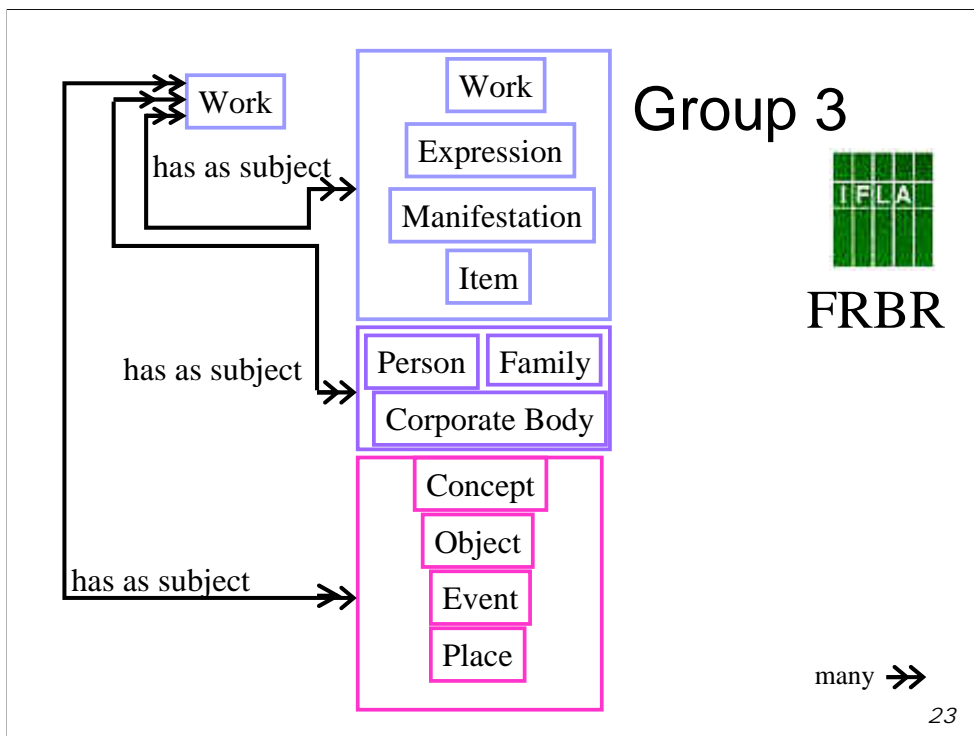 Group 3
Work
has as subject
Work
Expression
Manifestation
Item
IFLA
FRBR
has as subject
Person Family
Corporate Body
has as subject
Concept
Object
Event
Place
many
23